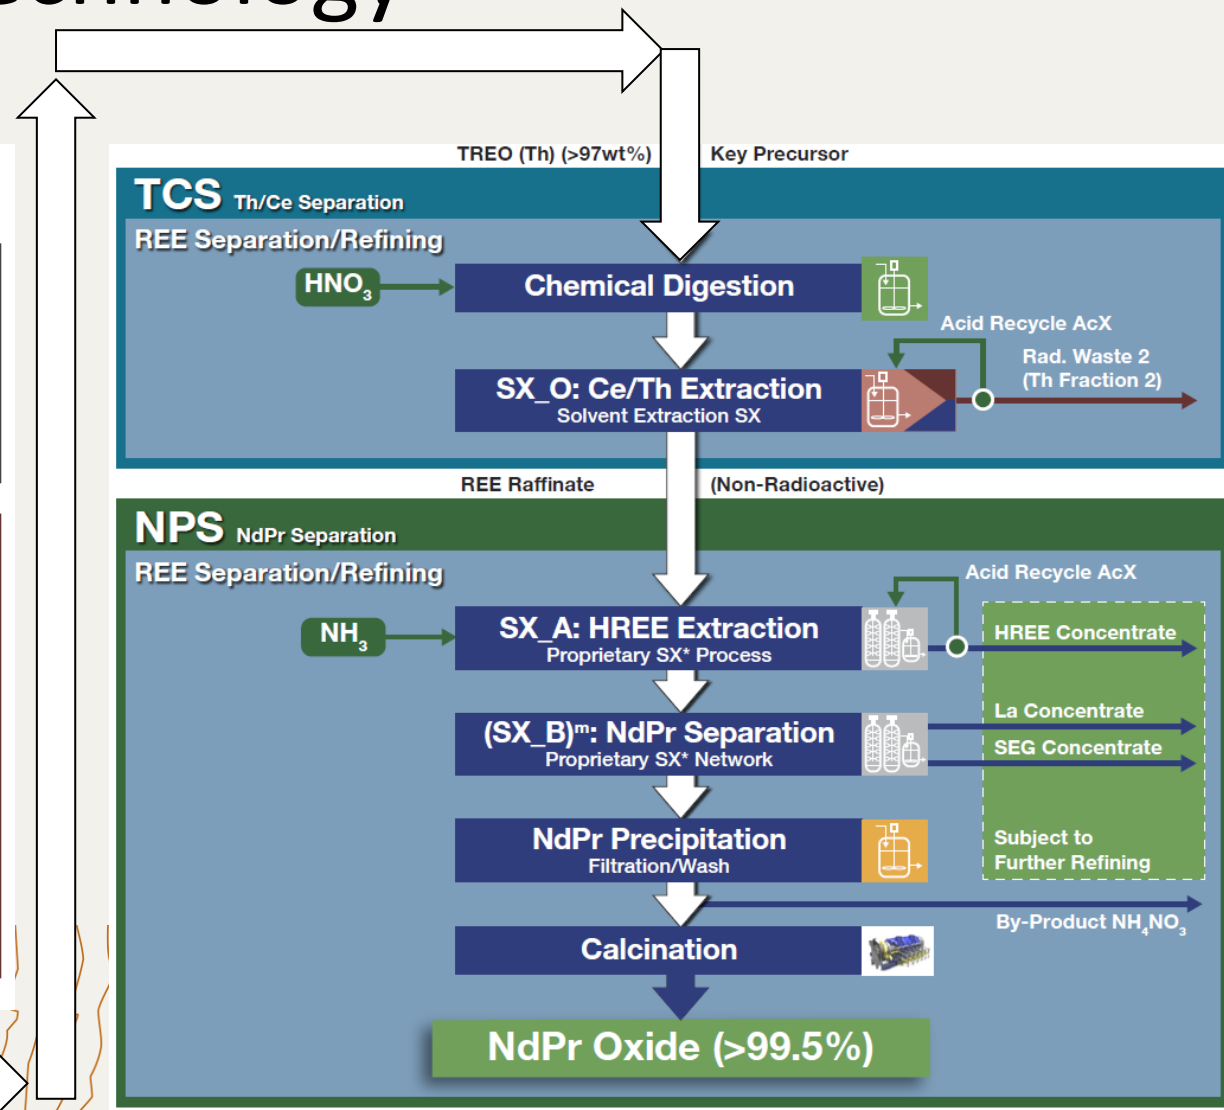 TREO (Th) (>97wt%) Key Precursor
TCS Th/Ce Separation
REE Separation/Refining
HNO₃
Chemical Digestion
Acid Recycle AcX
Rad. Waste 2
(Th Fraction 2)
SX_O: Ce/Th Extraction
Solvent Extraction SX
REE Raffinate (Non-Radioactive)
NPS NdPr Separation
REE Separation/Refining
Acid Recycle AcX
NH₃
SX_A: HREE Extraction
Proprietary SX* Process
HREE Concentrate
(SX_B)ᵐ: NdPr Separation
Proprietary SX* Network
La Concentrate
SEG Concentrate
NdPr Precipitation
Filtration/Wash
Subject to
Further Refining
By-Product NH₄NO₃
Calcination
NdPr Oxide (>99.5%)